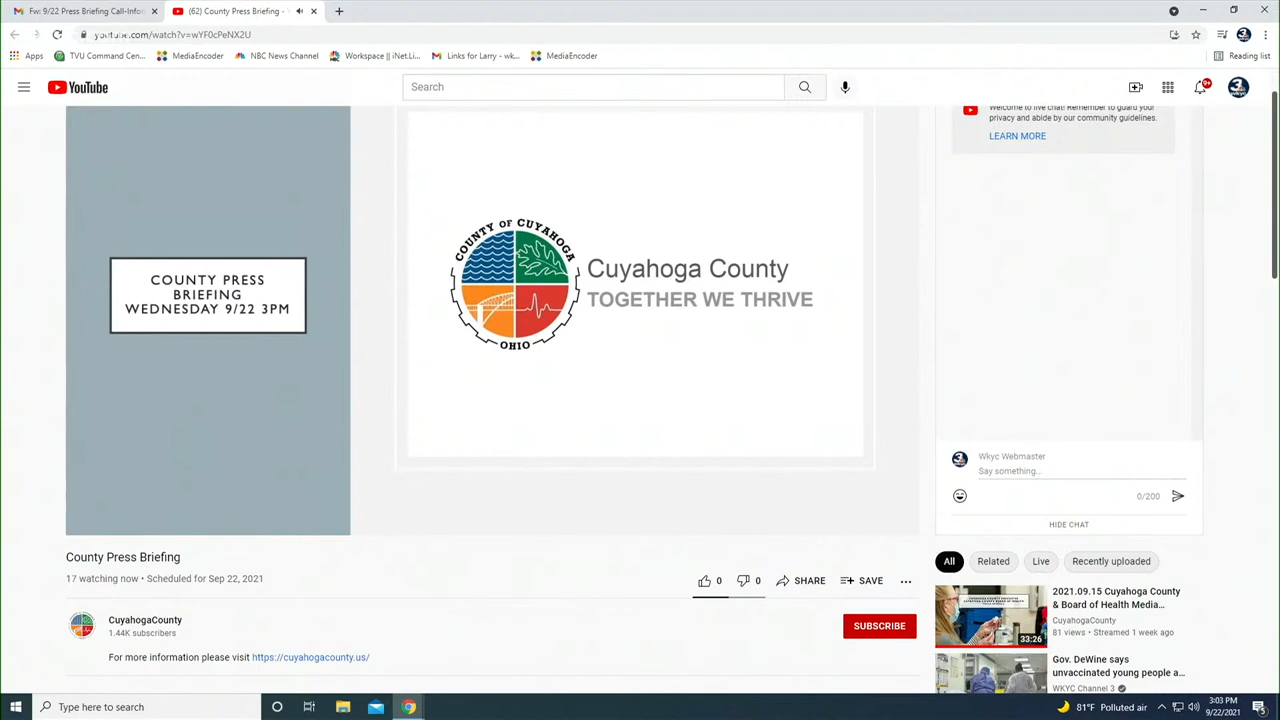 Fw: 9/22 Press Briefing Call-Info
(62) County Press Briefing -
youtube.com/watch?v=wYF0cPeNX2U
Apps
TVU Command Cen...
MediaEncoder
NBC News Channel
Workspace || iNet.Li...
Links for Larry - wk...
MediaEncoder
Reading list
YouTube
Search
9+
Welcome to live chat! Remember to guard your
privacy and abide by our community guidelines.
LEARN MORE
COUNTY PRESS
BRIEFING
WEDNESDAY 9/22 3PM
COUNTY OF CUYAHOGA
OHIO
Cuyahoga County
TOGETHER WE THRIVE
Wkyc Webmaster
Say something...
0/200
HIDE CHAT
County Press Briefing
17 watching now • Scheduled for Sep 22, 2021
0
0
SHARE
SAVE
CuyahogaCounty
1.44K subscribers
SUBSCRIBE
For more information please visit https://cuyahogacounty.us/
All
Related
Live
Recently uploaded
33:26
2021.09.15 Cuyahoga County
& Board of Health Media...
CuyahogaCounty
81 views • Streamed 1 week ago
Gov. DeWine says
unvaccinated young people a...
WKYC Channel 3
Type here to search
81°F Polluted air
3:03 PM
9/22/2021
5